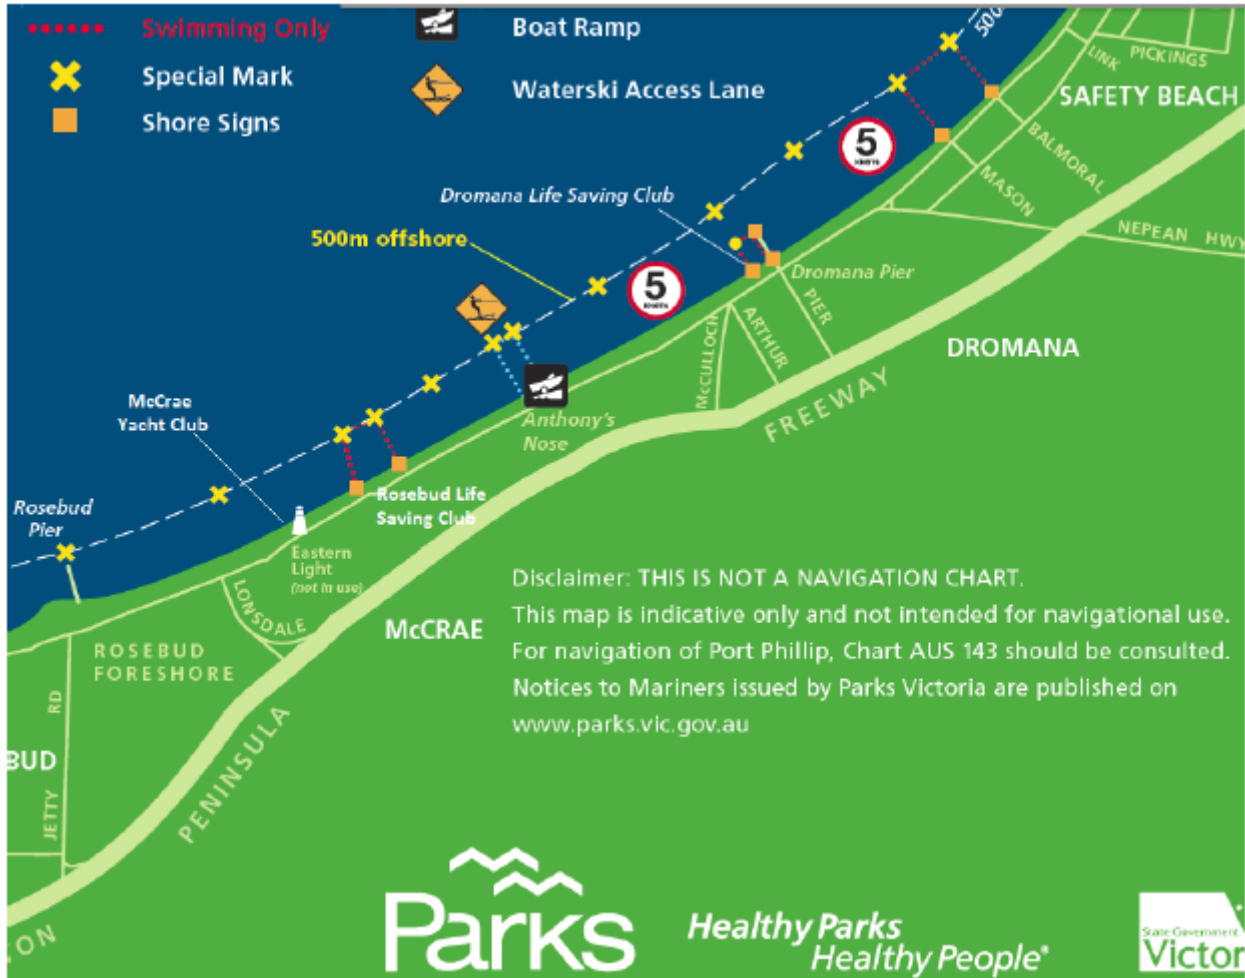 Swimming Only
Boat Ramp
Special Mark
Waterski Access Lane
Shore Signs
500
LINK
PICKINGS
SAFETY BEACH
BALMORAL
MASON
NEPEAN HWY
5
Dromana Life Saving Club
500m offshore
5
Dromana Pier
PIER
ARTHUR
McCULLOCH
DROMANA
FREEWAY
McCrae
Yacht Club
Anthony's
Nose
Rosebud
Pier
Rosebud Life
Saving Club
Eastern
Light
(not in use)
LONSDALE
McCRAE
ROSEBUD
FORESHORE
JETTY RD
BUD
PENINSULA
TON
Disclaimer: THIS IS NOT A NAVIGATION CHART.
This map is indicative only and not intended for navigational use.
For navigation of Port Phillip, Chart AUS 143 should be consulted.
Notices to Mariners issued by Parks Victoria are published on
www.parks.vic.gov.au
Parks
Healthy Parks
Healthy People®
State Government
Victor